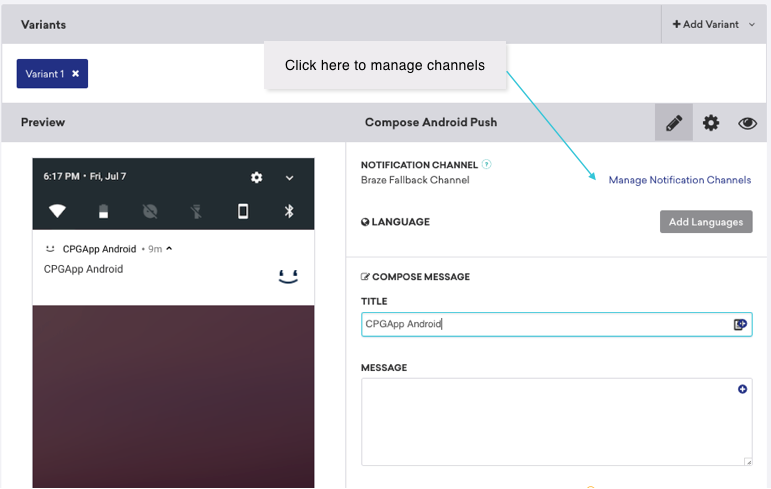 Variants
Add Variant
Variant 1
Click here to manage channels
Preview
Compose Android Push
6:17 PM • Fri, Jul 7
CPGApp Android • 9m
CPGApp Android
NOTIFICATION CHANNEL ?
Braze Fallback Channel
Manage Notification Channels
LANGUAGE
Add Languages
COMPOSE MESSAGE
TITLE
CPGApp Android
MESSAGE